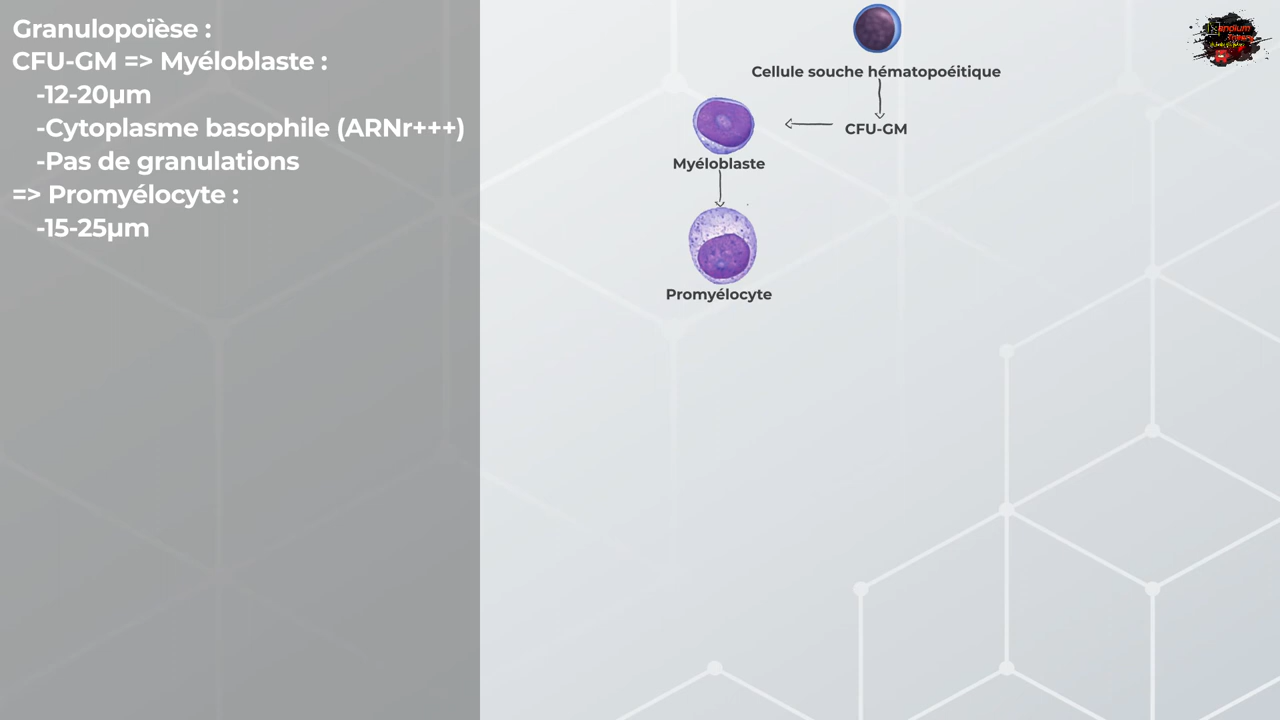 Granulopoïèse :
CFU-GM => Myéloblaste :
-12-20µm
-Cytoplasme basophile (ARNr+++)
-Pas de granulations
=> Promyélocyte :
-15-25µm
Cellule souche hématopoéitique
CFU-GM
Myéloblaste
Promyélocyte